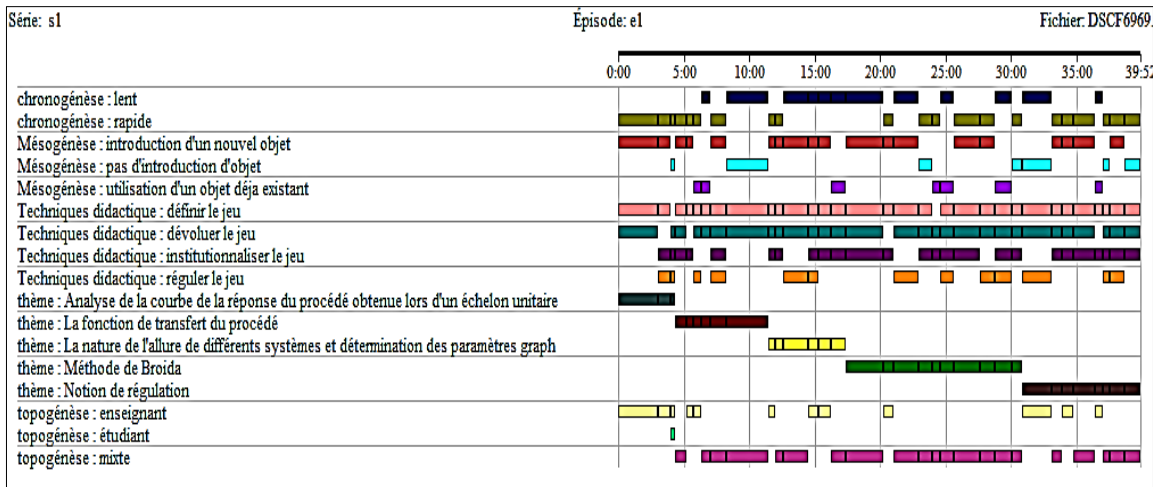 Série: s1 Épisode: e1 Fichier: DSCF6969.
0:00 5:00 10:00 15:00 20:00 25:00 30:00 35:00 39:52
chronogénèse : lent
chronogénèse : rapide
Mésogénèse : introduction d'un nouvel objet
Mésogénèse : pas d'introduction d'objet
Mésogénèse : utilisation d'un objet déja existant
Techniques didactique : définir le jeu
Techniques didactique : dévoluer le jeu
Techniques didactique : institutionnaliser le jeu
Techniques didactique : réguler le jeu
thème : Analyse de la courbe de la réponse du procédé obtenue lors d'un échelon unitaire
thème : La fonction de transfert du procédé
thème : La nature de l'allure de différents systèmes et détermination des paramètres graph
thème : Méthode de Broida
thème : Notion de régulation
topogénèse : enseignant
topogénèse : étudiant
topogénèse : mixte